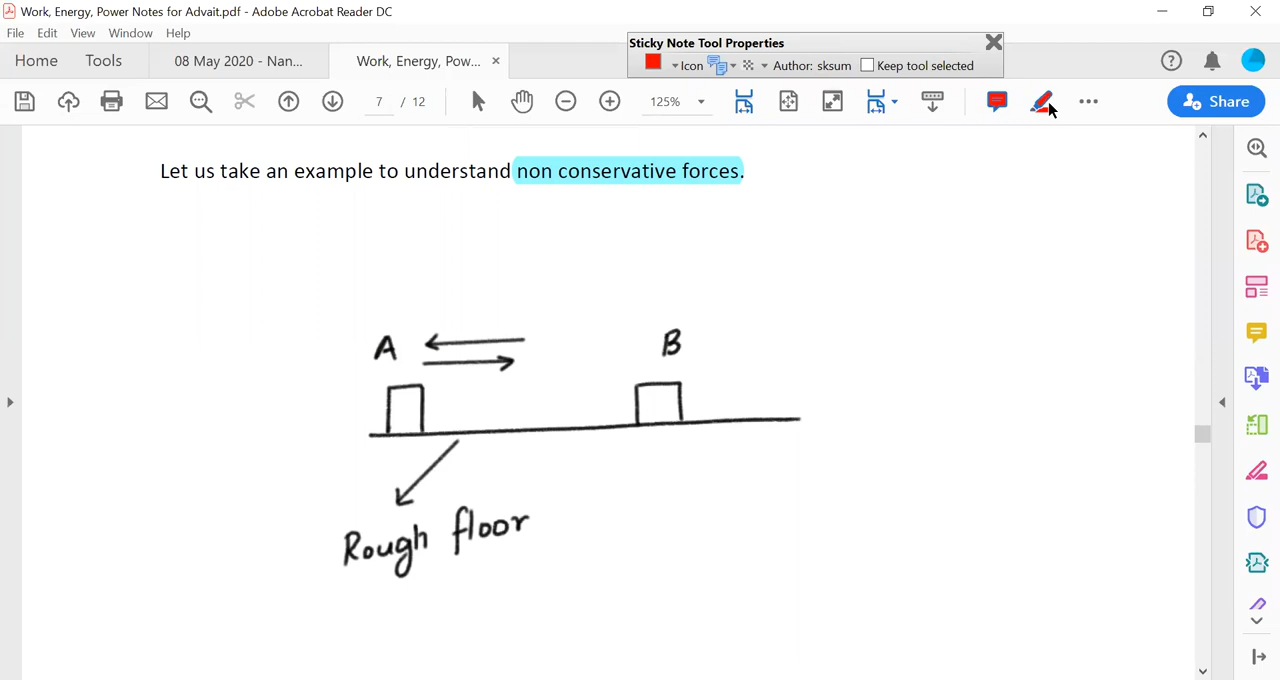 Work, Energy, Power Notes for Advait.pdf - Adobe Acrobat Reader DC
File Edit View Window Help
Sticky Note Tool Properties
Home Tools 08 May 2020 - Nan... Work, Energy, Pow... ×
Icon Author: sksum Keep tool selected
7 / 12 125% Share
Let us take an example to understand non conservative forces.
A B
Rough floor